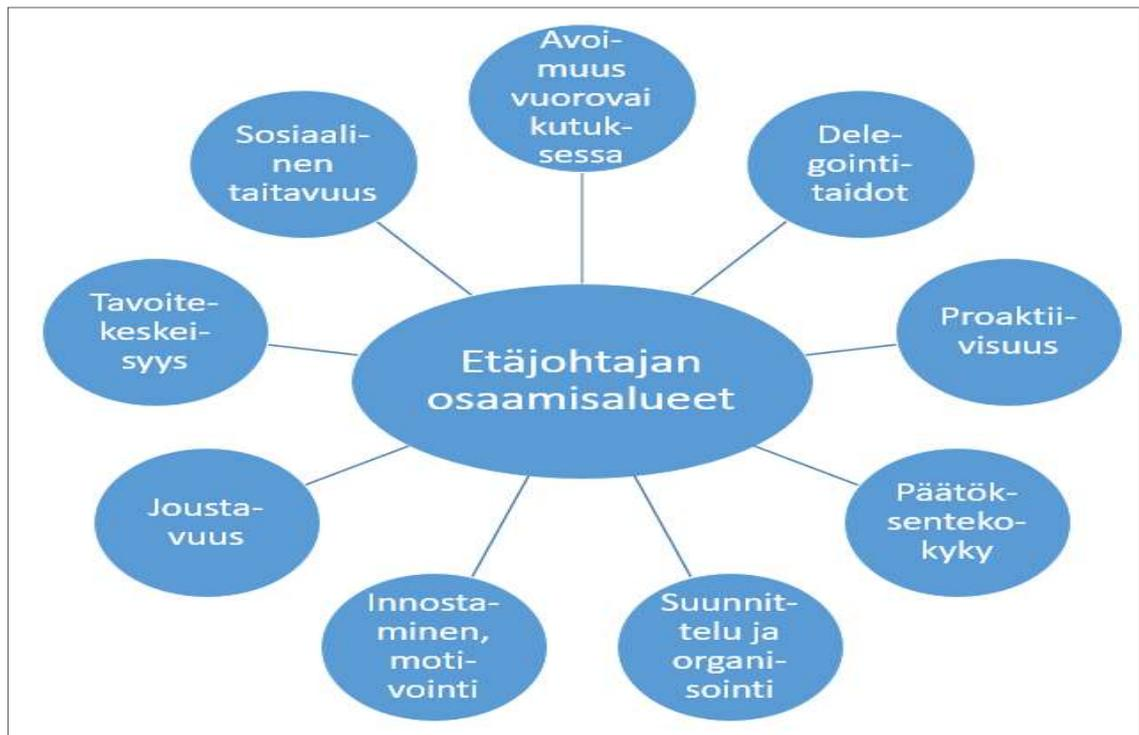 Avoi-
muus
vuorovai
kutuk-
sessa
Dele-
gointi-
taidot
Proaktii-
visuus
Päätök-
senteko-
kyky
Suunnit-
telu ja
organi-
sointi
Innosta-
minen,
moti-
vointi
Jousta-
vuus
Tavoite-
keskei-
syys
Sosiaali-
nen
taitavuus
Etäjohtajan
osaamisalueet